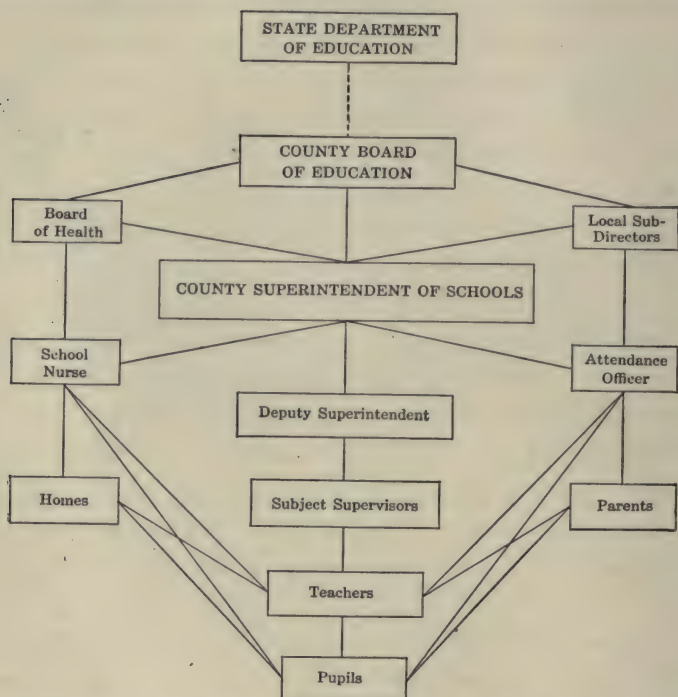 STATE DEPARTMENT
OF EDUCATION
COUNTY BOARD
OF EDUCATION
Board
of Health
Local Sub-
Directors
COUNTY SUPERINTENDENT OF SCHOOLS
School
Nurse
Attendance
Officer
Deputy Superintendent
Homes
Subject Supervisors
Parents
Teachers
Pupils